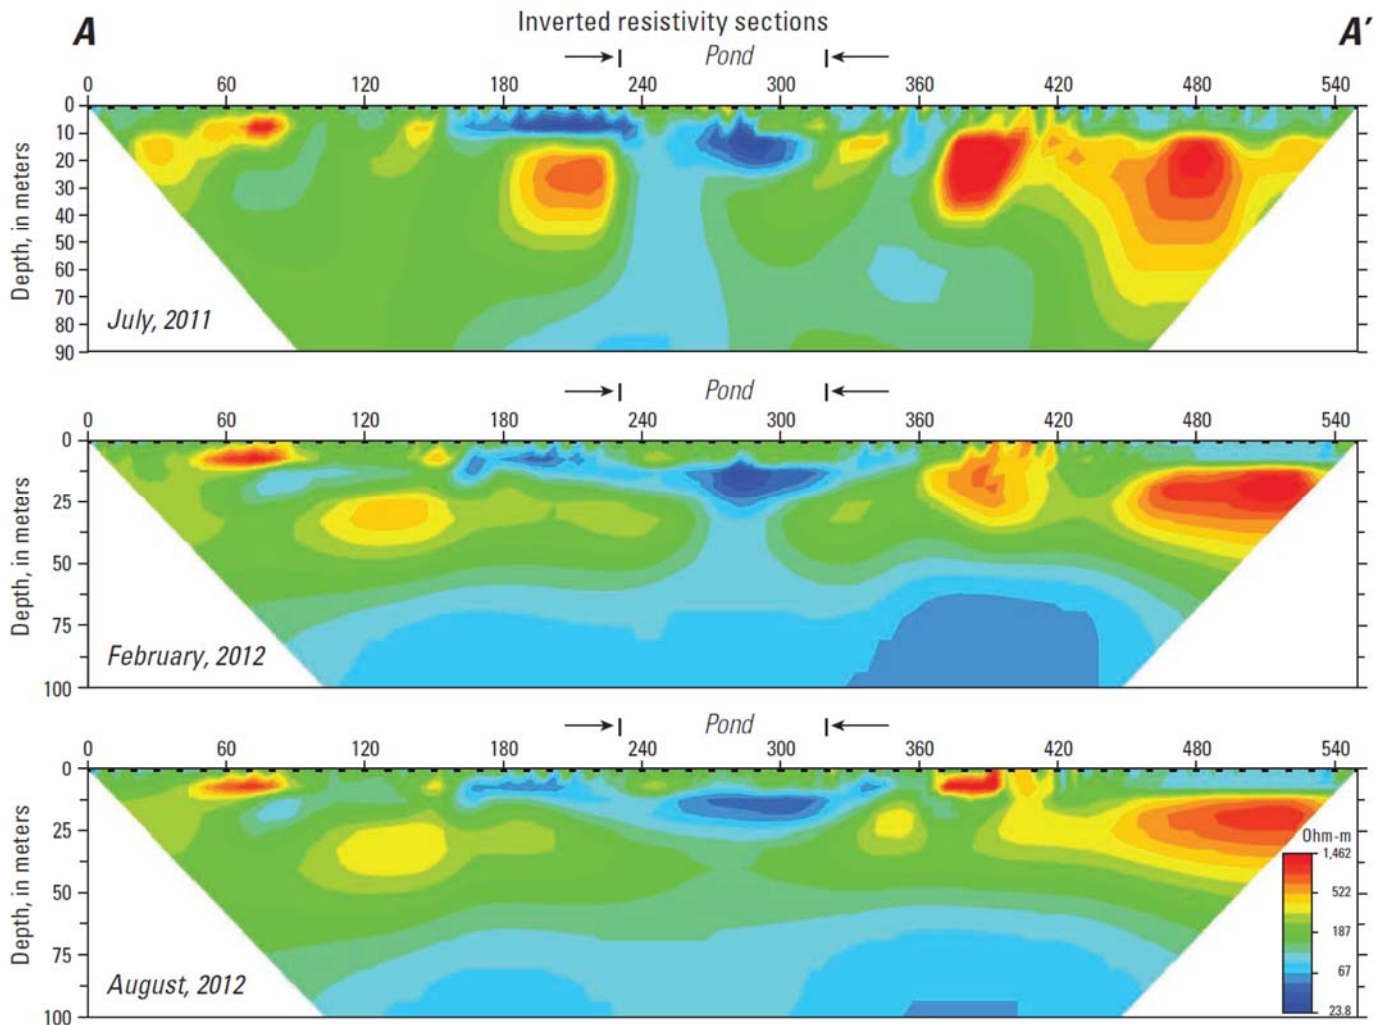 Inverted resistivity sections
A A′
Pond
0 60 120 180 240 300 360 420 480 540
0
10
20
30
40
50
60
70
80
90
Depth, in meters
July, 2011
Pond
0 60 120 180 240 300 360 420 480 540
0
25
50
75
100
Depth, in meters
February, 2012
Pond
0 60 120 180 240 300 360 420 480 540
0
25
50
75
100
Depth, in meters
August, 2012
Ohm-m
1,462
522
187
67
23.8